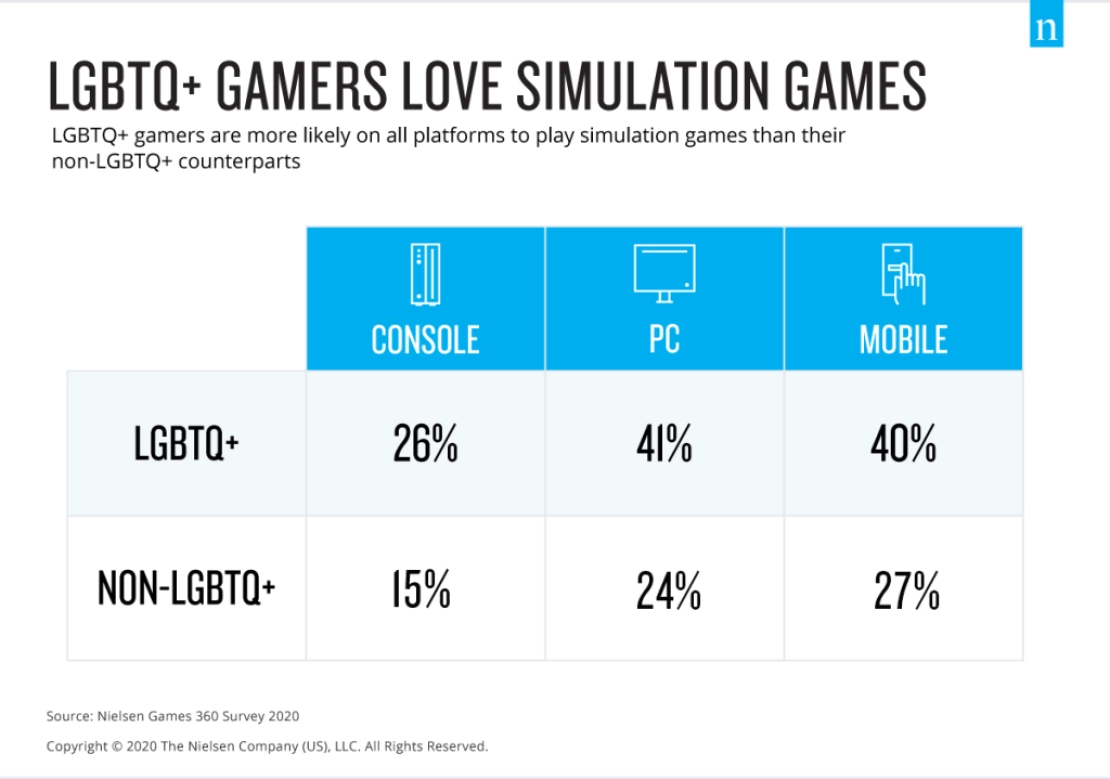 n
LGBTQ+ GAMERS LOVE SIMULATION GAMES
LGBTQ+ gamers are more likely on all platforms to play simulation games than their
non-LGBTQ+ counterparts
CONSOLE PC MOBILE
LGBTQ+ 26% 41% 40%
NON-LGBTQ+ 15% 24% 27%
Source: Nielsen Games 360 Survey 2020
Copyright © 2020 The Nielsen Company (US), LLC. All Rights Reserved.